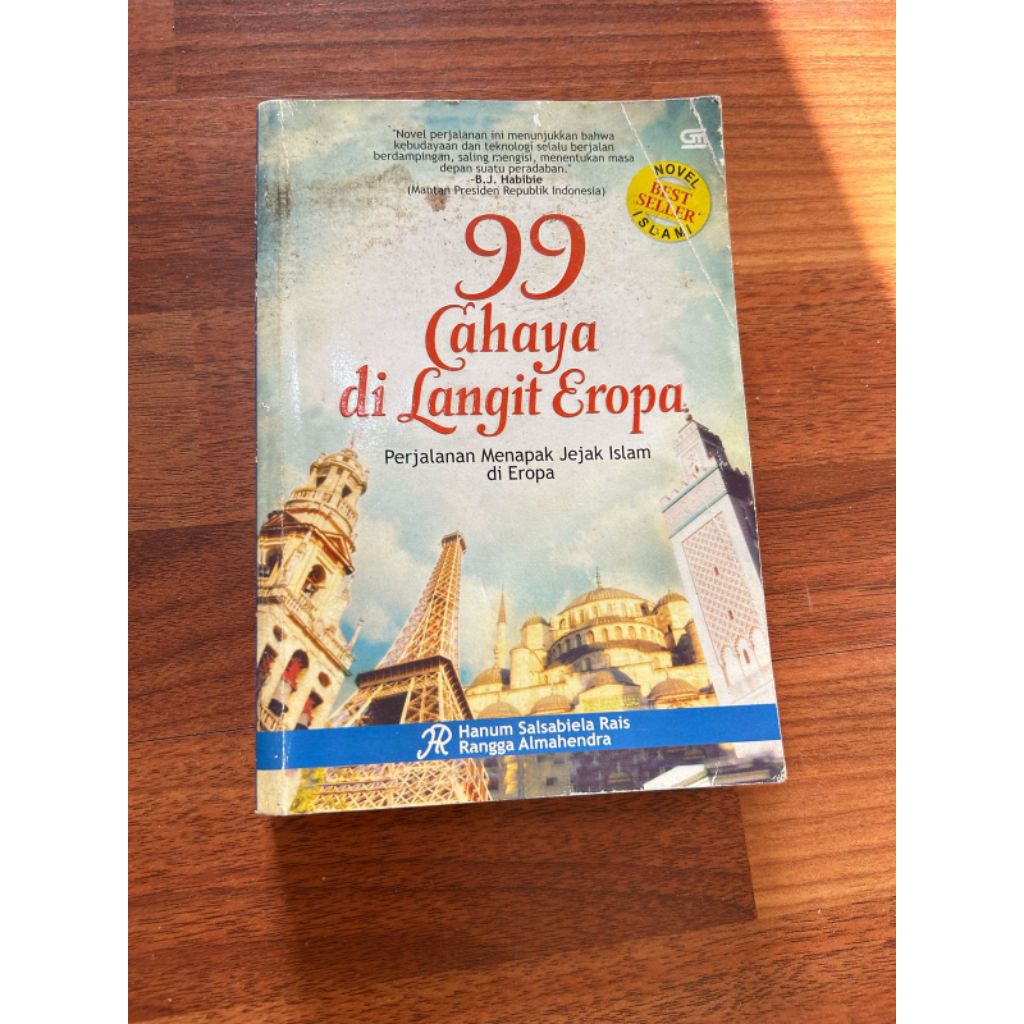 "Novel perjalanan ini menunjukkan bahwa
kebudayaan dan teknologi selalu berjalan
berdampingan, saling mengisi, menentukan masa
depan suatu peradaban."
-B.J. Habibie
(Mantan Presiden Republik Indonesia)
GM
NOVEL
BEST
SELLER
ISLAMI
99
Cahaya
di Langit Eropa
Perjalanan Menapak Jejak Islam
di Eropa
HR
Hanum Salsabiela Rais
Rangga Almahendra